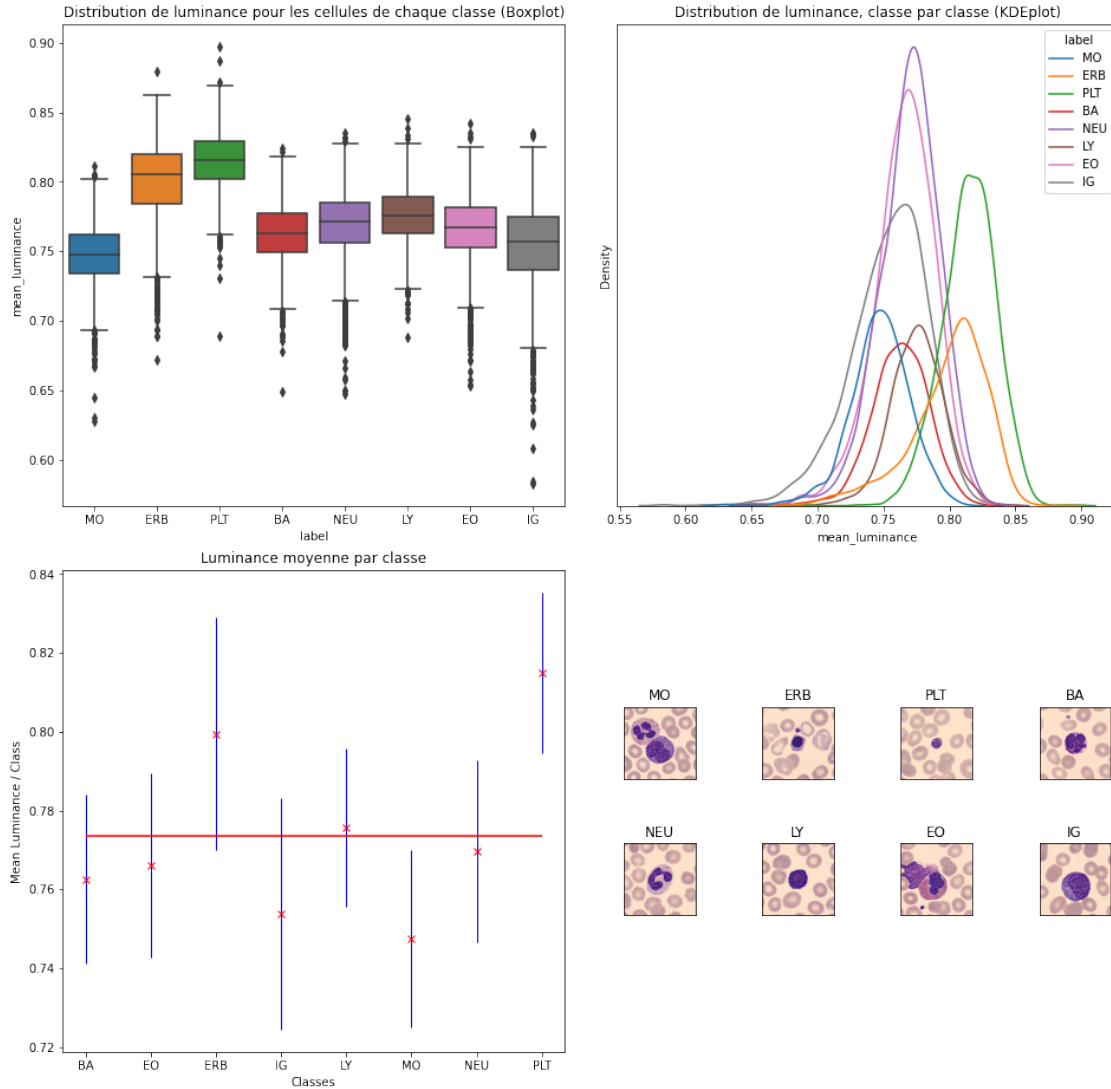 Distribution de luminance pour les cellules de chaque classe (Boxplot)
mean_luminance
0.90
0.85
0.80
0.75
0.70
0.65
0.60
MO ERB PLT BA NEU LY EO IG
label
Distribution de luminance, classe par classe (KDEplot)
label
MO
ERB
PLT
BA
NEU
LY
EO
IG
Density
0.55 0.60 0.65 0.70 0.75 0.80 0.85 0.90
mean_luminance
Luminance moyenne par classe
Mean Luminance / Class
0.84
0.82
0.80
0.78
0.76
0.74
0.72
BA EO ERB IG LY MO NEU PLT
Classes
MO ERB PLT BA
NEU LY EO IG